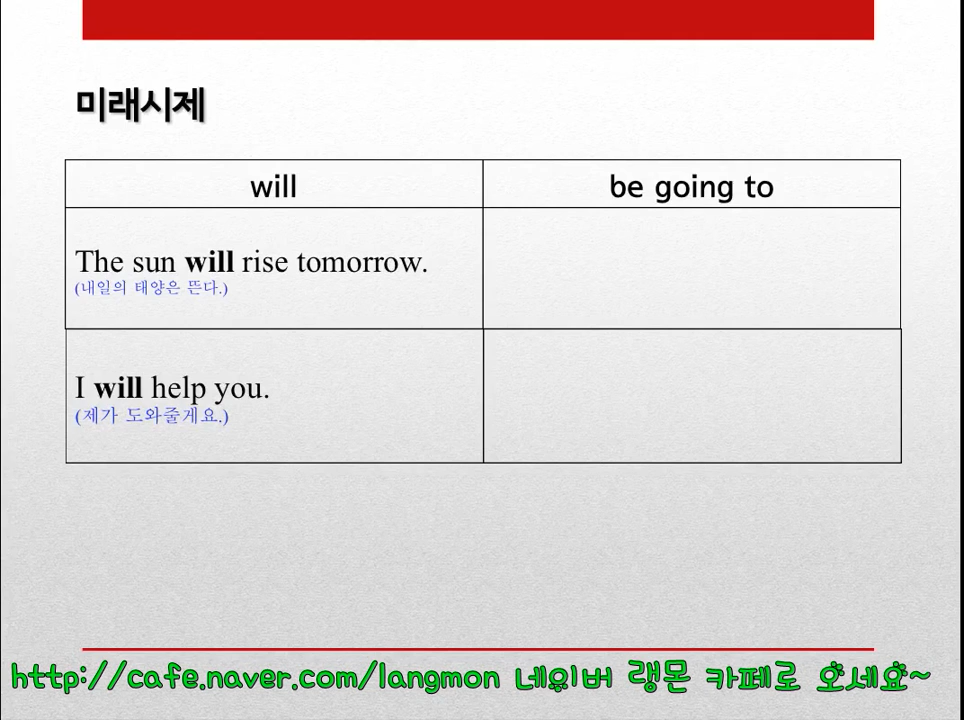 미래시제
will
be going to
The sun will rise tomorrow.
(내일의 태양은 뜬다.)
I will help you.
(제가 도와줄게요.)
http://cafe.naver.com/langmon 네이버 랭몬 카페로 오세요~